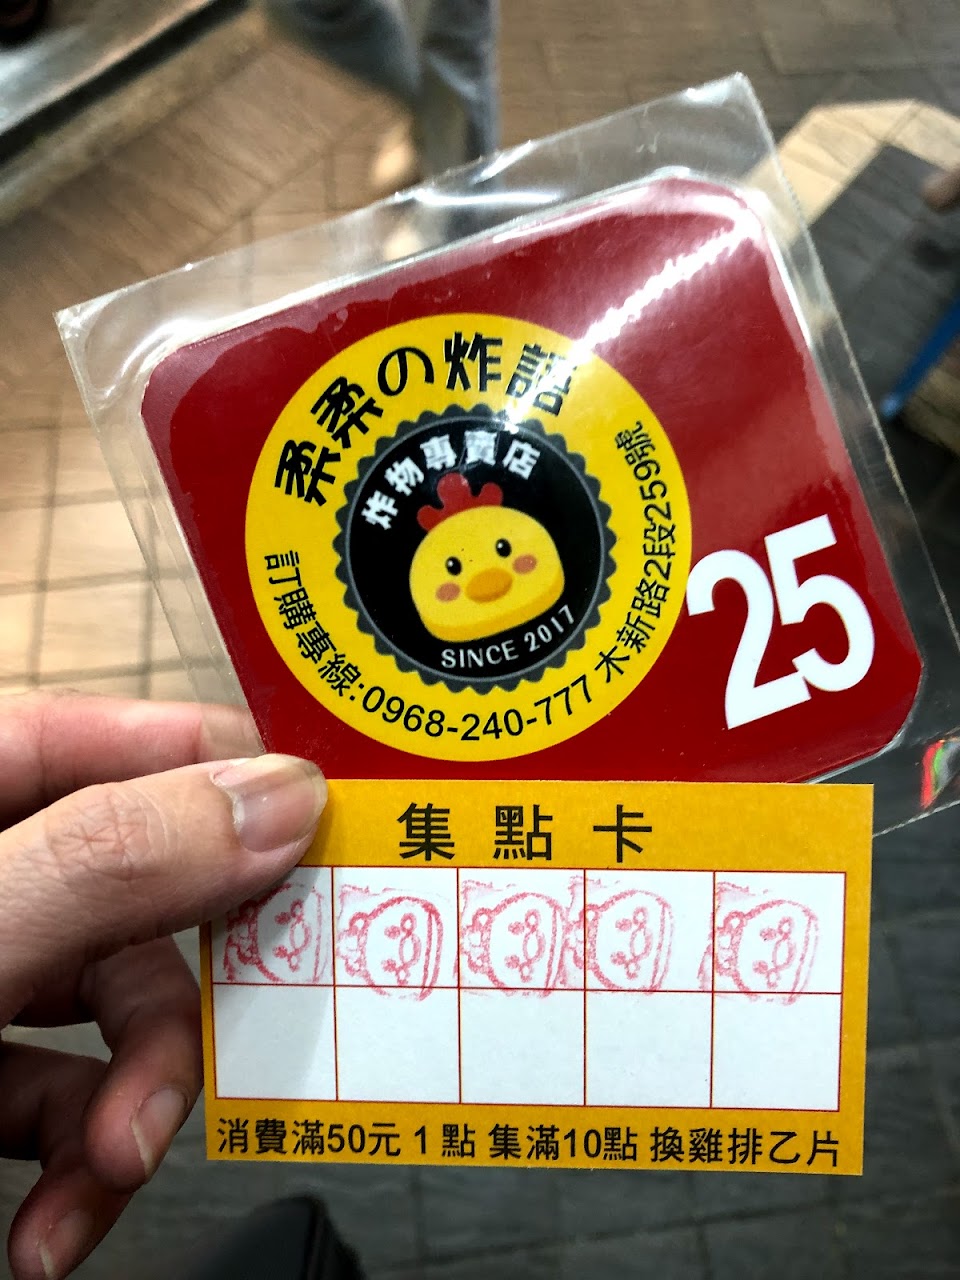 柔柔の炸雞
炸物專賣店
SINCE 2017
訂購專線:0968-240-777 木新路2段259號
25
集點卡
消費滿50元 1 點 集滿10點 換雞排乙片